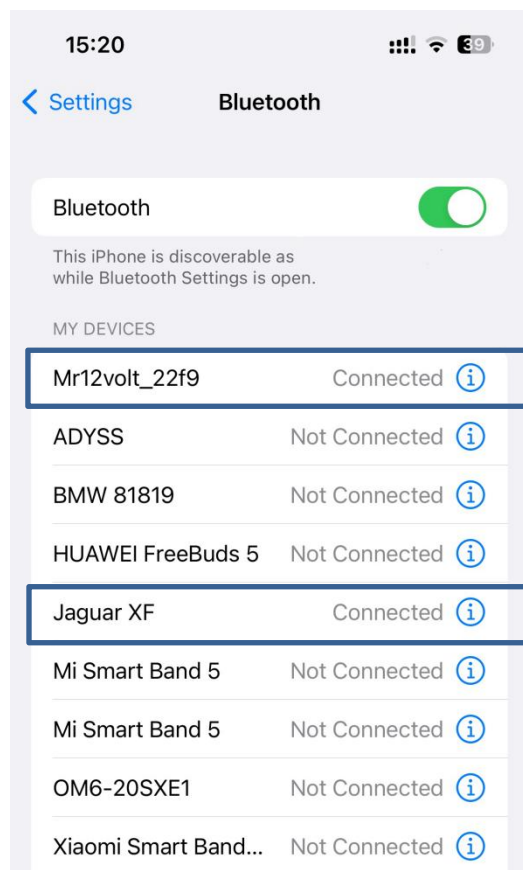 15:20 39
Settings Bluetooth
Bluetooth
This iPhone is discoverable as
while Bluetooth Settings is open.
MY DEVICES
Mr12volt_22f9 Connected
ADYSS Not Connected
BMW 81819 Not Connected
HUAWEI FreeBuds 5 Not Connected
Jaguar XF Connected
Mi Smart Band 5 Not Connected
Mi Smart Band 5 Not Connected
OM6-20SXE1 Not Connected
Xiaomi Smart Band... Not Connected